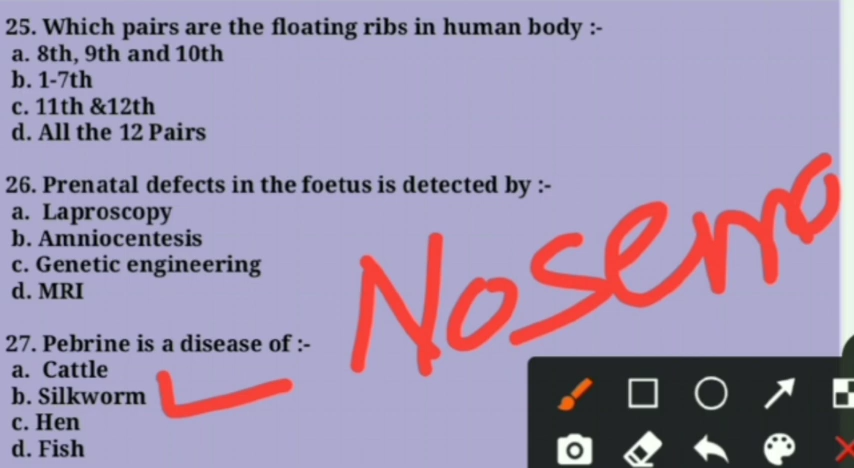 25. Which pairs are the floating ribs in human body :-
a. 8th, 9th and 10th
b. 1-7th
c. 11th &12th
d. All the 12 Pairs
26. Prenatal defects in the foetus is detected by :-
a. Laproscopy
b. Amniocentesis
c. Genetic engineering
d. MRI
Nosema
27. Pebrine is a disease of :-
a. Cattle
b. Silkworm
c. Hen
d. Fish